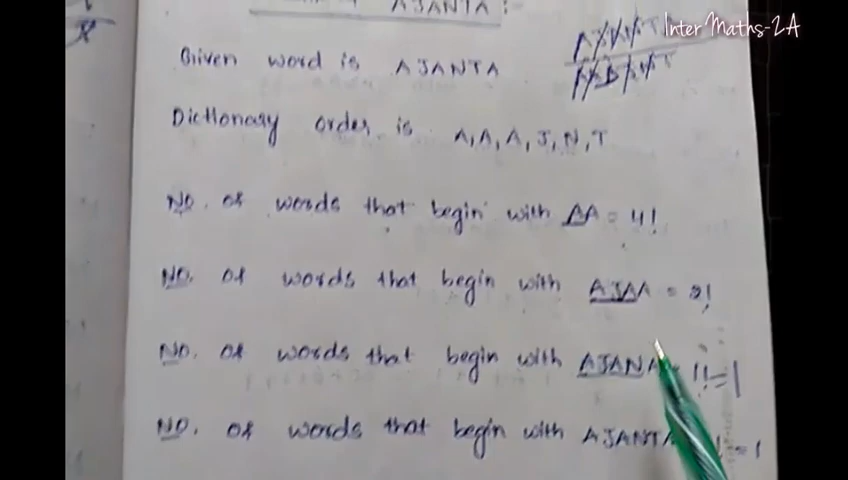 AJANTA :-
Inter Maths-2A
Given word is AJANTA
Dictionary order is A, A, A, J, N, T
No. of words that begin with AA = 4!
No. of words that begin with AJAA = 2!
No. of words that begin with AJANA = 1! = 1
No. of words that begin with AJANTA ! = 1